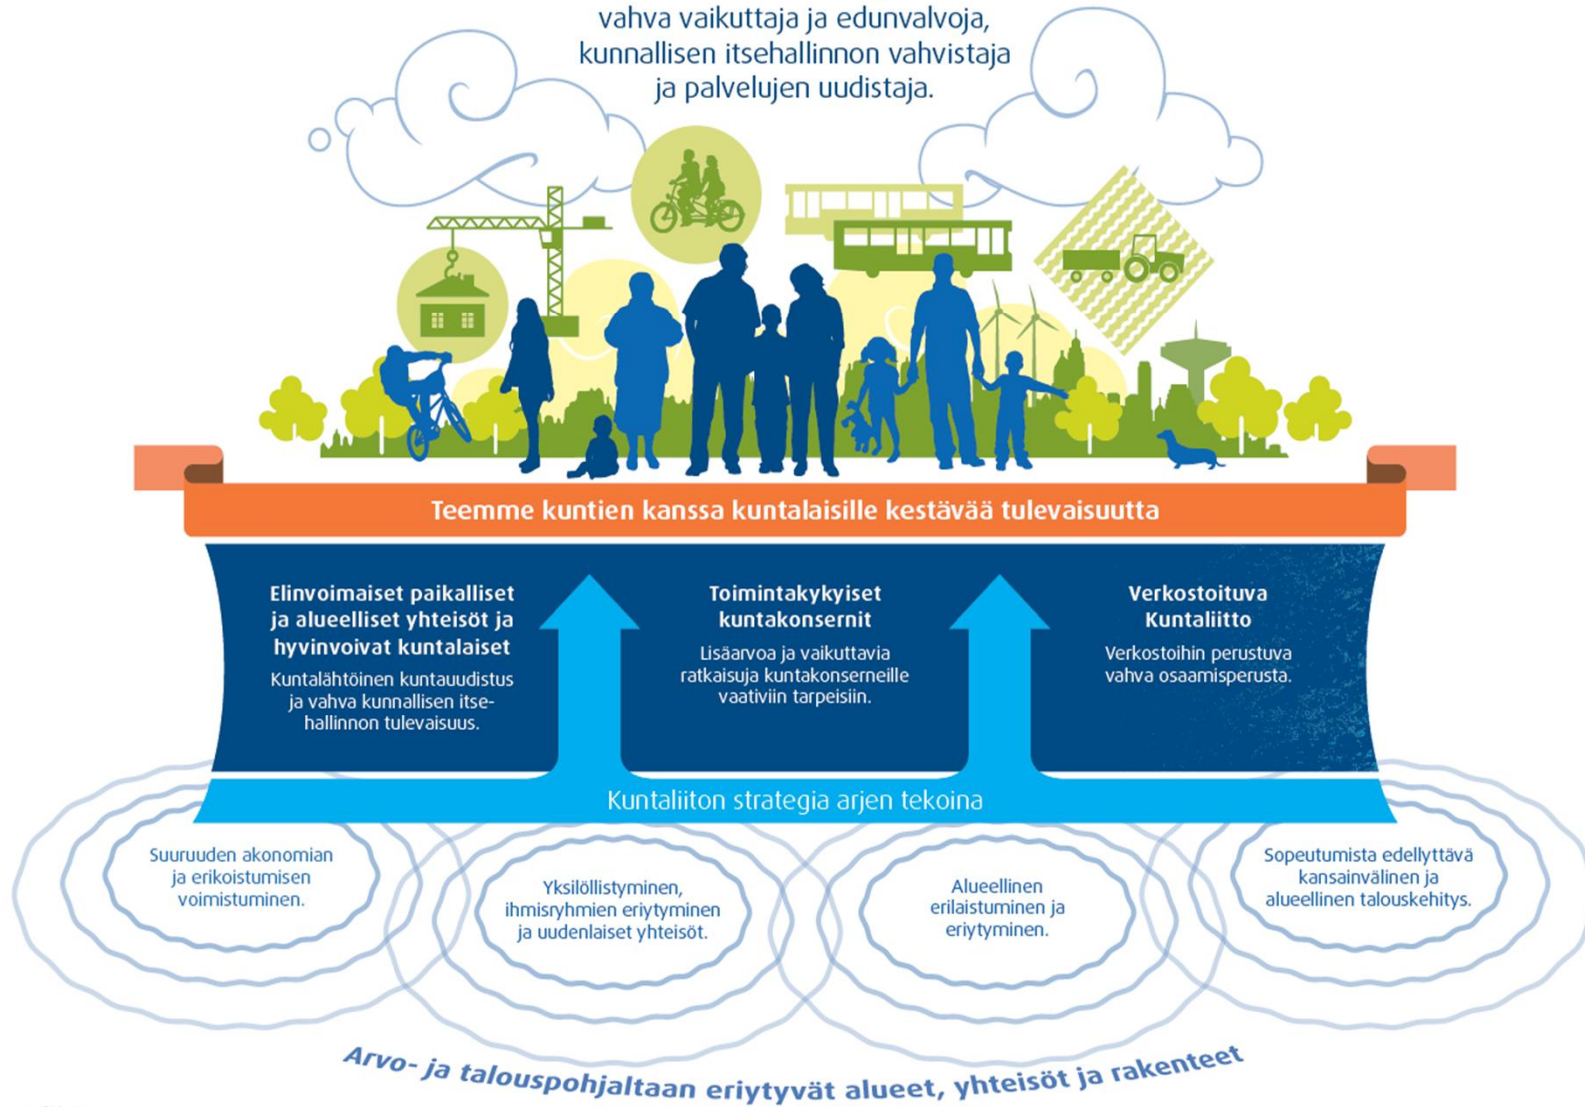 vahva vaikuttaja ja edunvalvoja,
kunnallisen itsehallinnon vahvistaja
ja palvelujen uudistaja.
Teemme kuntien kanssa kuntalaisille kestävää tulevaisuutta
Elinvoimaiset paikalliset
ja alueelliset yhteisöt ja
hyvinvoivat kuntalaiset
Kuntalähtöinen kuntauudistus
ja vahva kunnallisen itse-
hallinnon tulevaisuus.
Toimintakykyiset
kuntakonsernit
Lisäarvoa ja vaikuttavia
ratkaisuja kuntakonserneille
vaativiin tarpeisiin.
Verkostoituva
Kuntaliitto
Verkostoihin perustuva
vahva osaamisperusta.
Kuntaliiton strategia arjen tekoina
Suuruuden akonomian
ja erikoistumisen
voimistuminen.
Yksilöllistyminen,
ihmisryhmien eriytyminen
ja uudenlaiset yhteisöt.
Alueellinen
erilaistuminen ja
eriytyminen.
Sopeutumista edellyttävä
kansainvälinen ja
alueellinen talouskehitys.
Arvo- ja talouspohjaltaan eriytyvät alueet, yhteisöt ja rakenteet